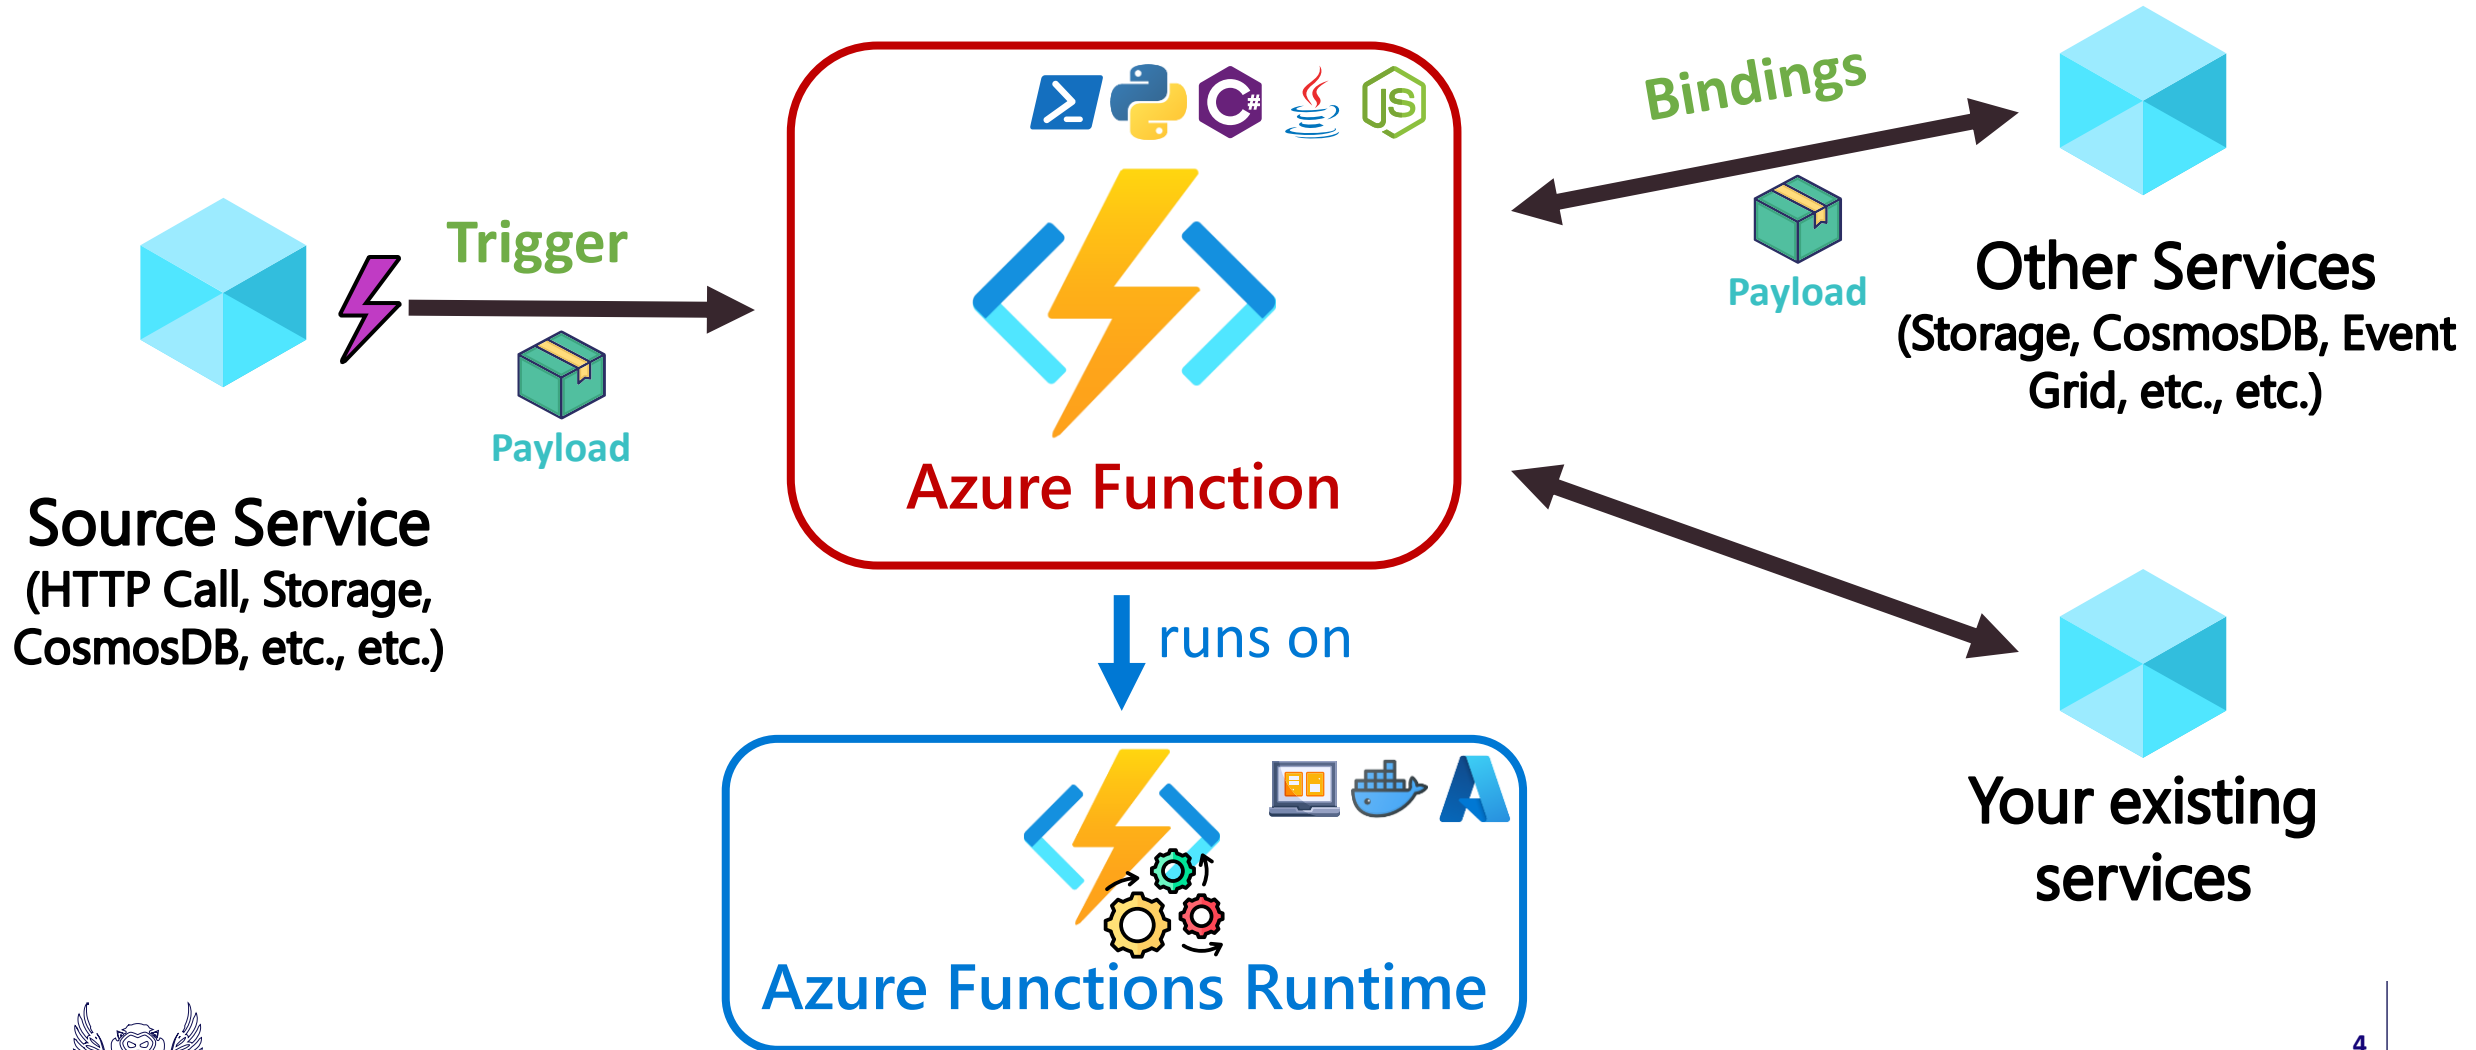 Bindings
Trigger
Payload
Other Services
(Storage, CosmosDB, Event
Grid, etc., etc.)
Payload
Azure Function
Source Service
(HTTP Call, Storage,
CosmosDB, etc., etc.)
runs on
Your existing
services
Azure Functions Runtime
C#
JS
4